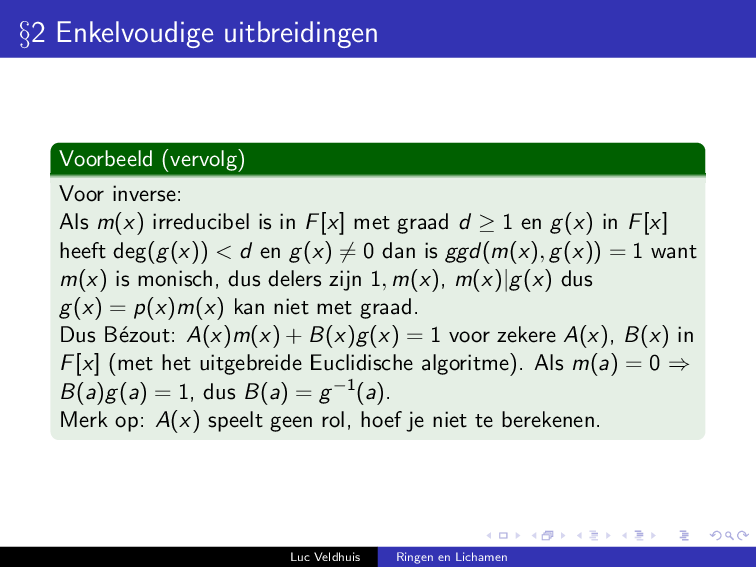 §2 Enkelvoudige uitbreidingen
Voorbeeld (vervolg)
Voor inverse:
Als m(x) irreducibel is in F[x] met graad d ≥ 1 en g(x) in F[x]
heeft deg(g(x)) < d en g(x) ≠ 0 dan is ggd(m(x), g(x)) = 1 want
m(x) is monisch, dus delers zijn 1, m(x), m(x)|g(x) dus
g(x) = p(x)m(x) kan niet met graad.
Dus Bézout: A(x)m(x) + B(x)g(x) = 1 voor zekere A(x), B(x) in
F[x] (met het uitgebreide Euclidische algoritme). Als m(a) = 0 ⇒
B(a)g(a) = 1, dus B(a) = g⁻¹(a).
Merk op: A(x) speelt geen rol, hoef je niet te berekenen.
Luc Veldhuis Ringen en Lichamen